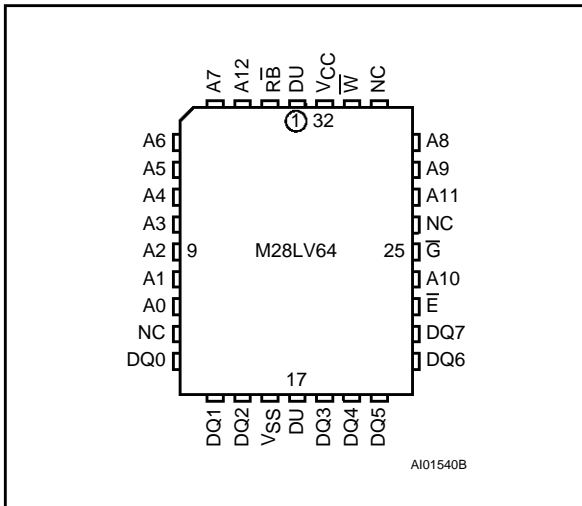 A7 A12 R̅B̅ DU VCC W̅ NC
1 32
A6 A8
A5 A9
A4 A11
A3 NC
A2 9 M28LV64 25 G̅
A1 A10
A0 E̅
NC DQ7
DQ0 DQ6
17
DQ1 DQ2 VSS DU DQ3 DQ4 DQ5
AI01540B